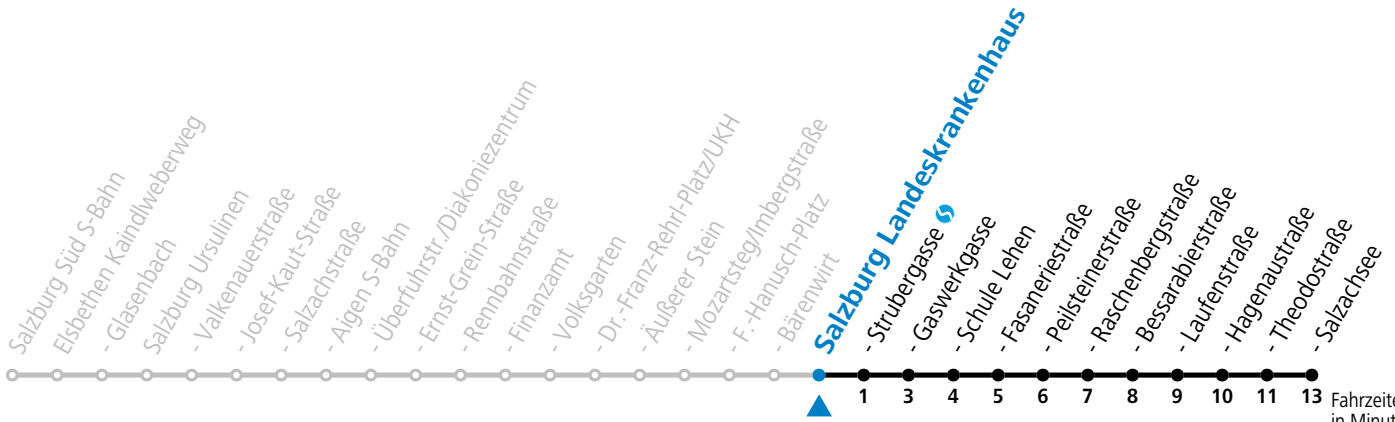 Salzburg Süd S-Bahn
Elsbethen Kaindlweberweg
- Glasenbach
Salzburg Ursulinen
- Valkenauerstraße
- Josef-Kaut-Straße
- Salzachstraße
- Aigen S-Bahn
- Überfuhrstr./Diakoniezentrum
- Ernst-Grein-Straße
- Rennbahnstraße
- Finanzamt
- Volksgarten
- Dr.-Franz-Rehrl-Platz/UKH
- Äußerer Stein
- Mozartsteg/Imbergstraße
- F.-Hanusch-Platz
- Bärenwirt
Salzburg Landeskrankenhaus
- Strubergasse
- Gaswerkgasse
- Schule Lehen
- Fasaneriestraße
- Peilsteinerstraße
- Raschenbergstraße
- Bessarabierstraße
- Laufenstraße
- Hagenaustraße
- Theodostraße
- Salzachsee
1 3 4 5 6 7 8 9 10 11 13 Fahrzeite
in Minut